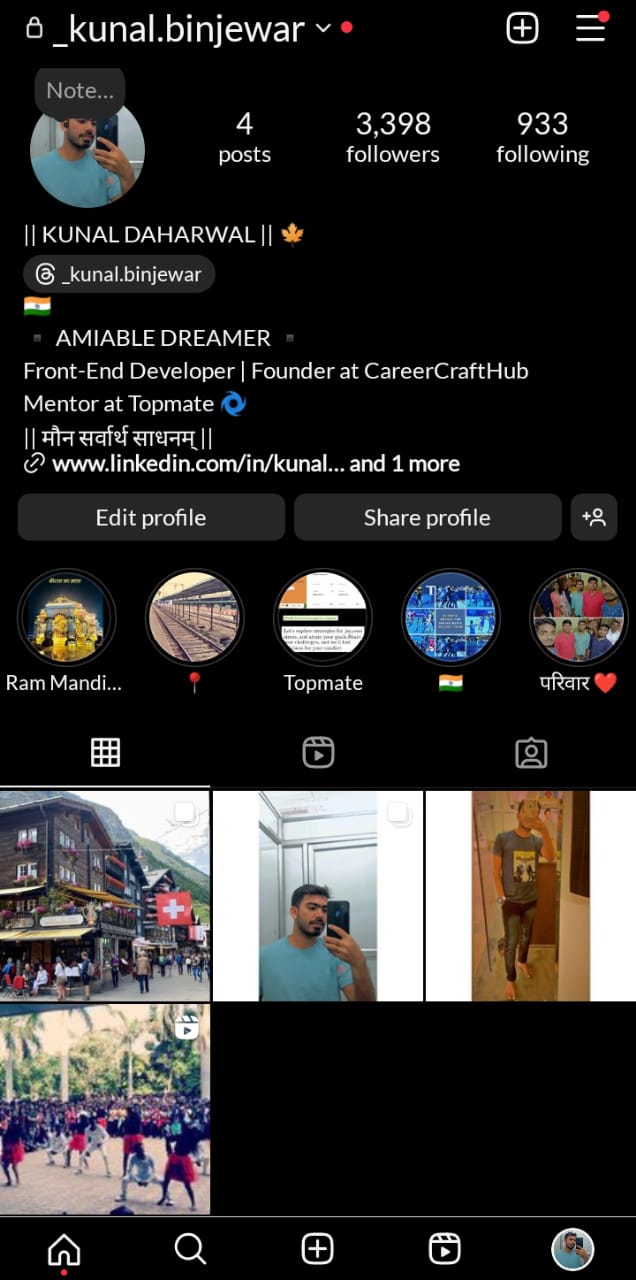 _kunal.binjewar
Note...
4
posts
3,398
followers
933
following
|| KUNAL DAHARWAL || 🍁
_kunal.binjewar
🇮🇳
▪️ AMIABLE DREAMER ▪️
Front-End Developer | Founder at CareerCraftHub
Mentor at Topmate 🌀
|| मौन सर्वार्थ साधनम् ||
www.linkedin.com/in/kunal... and 1 more
Edit profile
Share profile
Ram Mandi...
📍
Topmate
🇮🇳
परिवार ❤️